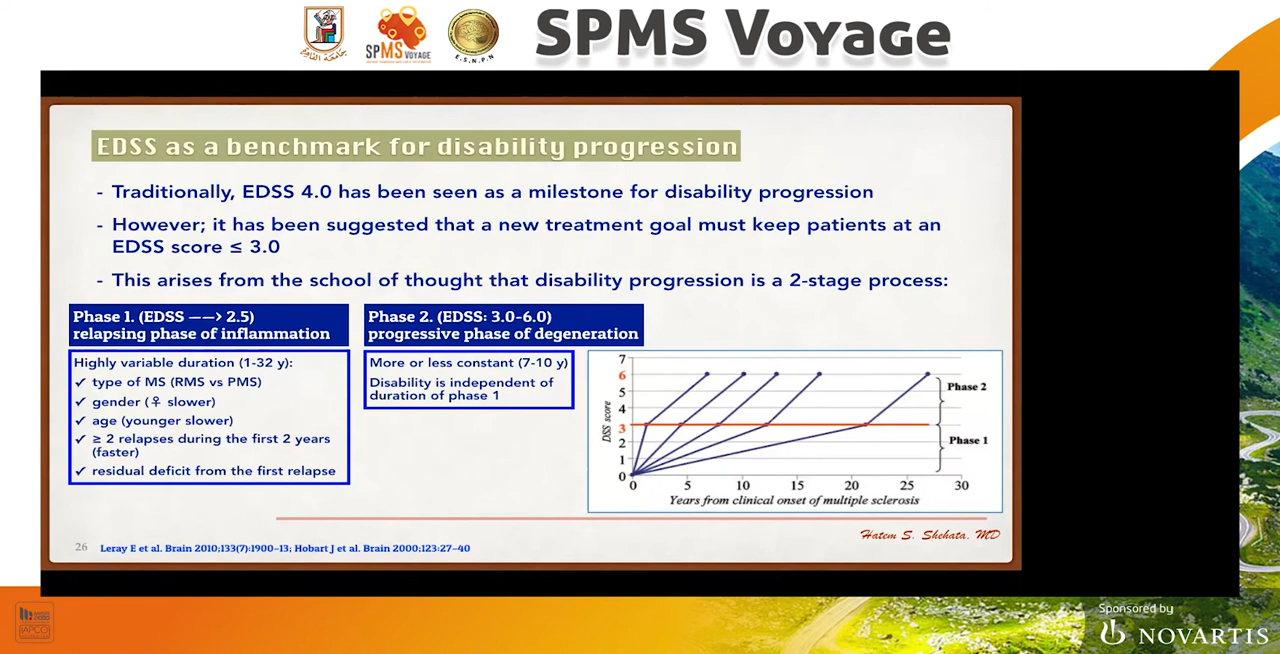 SPMS Voyage
جامعة القاهرة
SPMS VOYAGE
E.S.N.P.N
EDSS as a benchmark for disability progression
- Traditionally, EDSS 4.0 has been seen as a milestone for disability progression
- However; it has been suggested that a new treatment goal must keep patients at an
EDSS score ≤ 3.0
- This arises from the school of thought that disability progression is a 2-stage process:
Phase 1. (EDSS ——> 2.5)
relapsing phase of inflammation
Highly variable duration (1-32 y):
✓ type of MS (RMS vs PMS)
✓ gender (♀ slower)
✓ age (younger slower)
✓ ≥ 2 relapses during the first 2 years
(faster)
✓ residual deficit from the first relapse
Phase 2. (EDSS: 3.0-6.0)
progressive phase of degeneration
More or less constant (7-10 y)
Disability is independent of
duration of phase 1
DSS score
7
6
5
4
3
2
1
0
0 5 10 15 20 25 30
Years from clinical onset of multiple sclerosis
Phase 2
Phase 1
Hatem S. Shehata, MD
26 Leray E et al. Brain 2010;133(7):1900-13; Hobart J et al. Brain 2000;123:27-40
IAPCO
Sponsored by
NOVARTIS